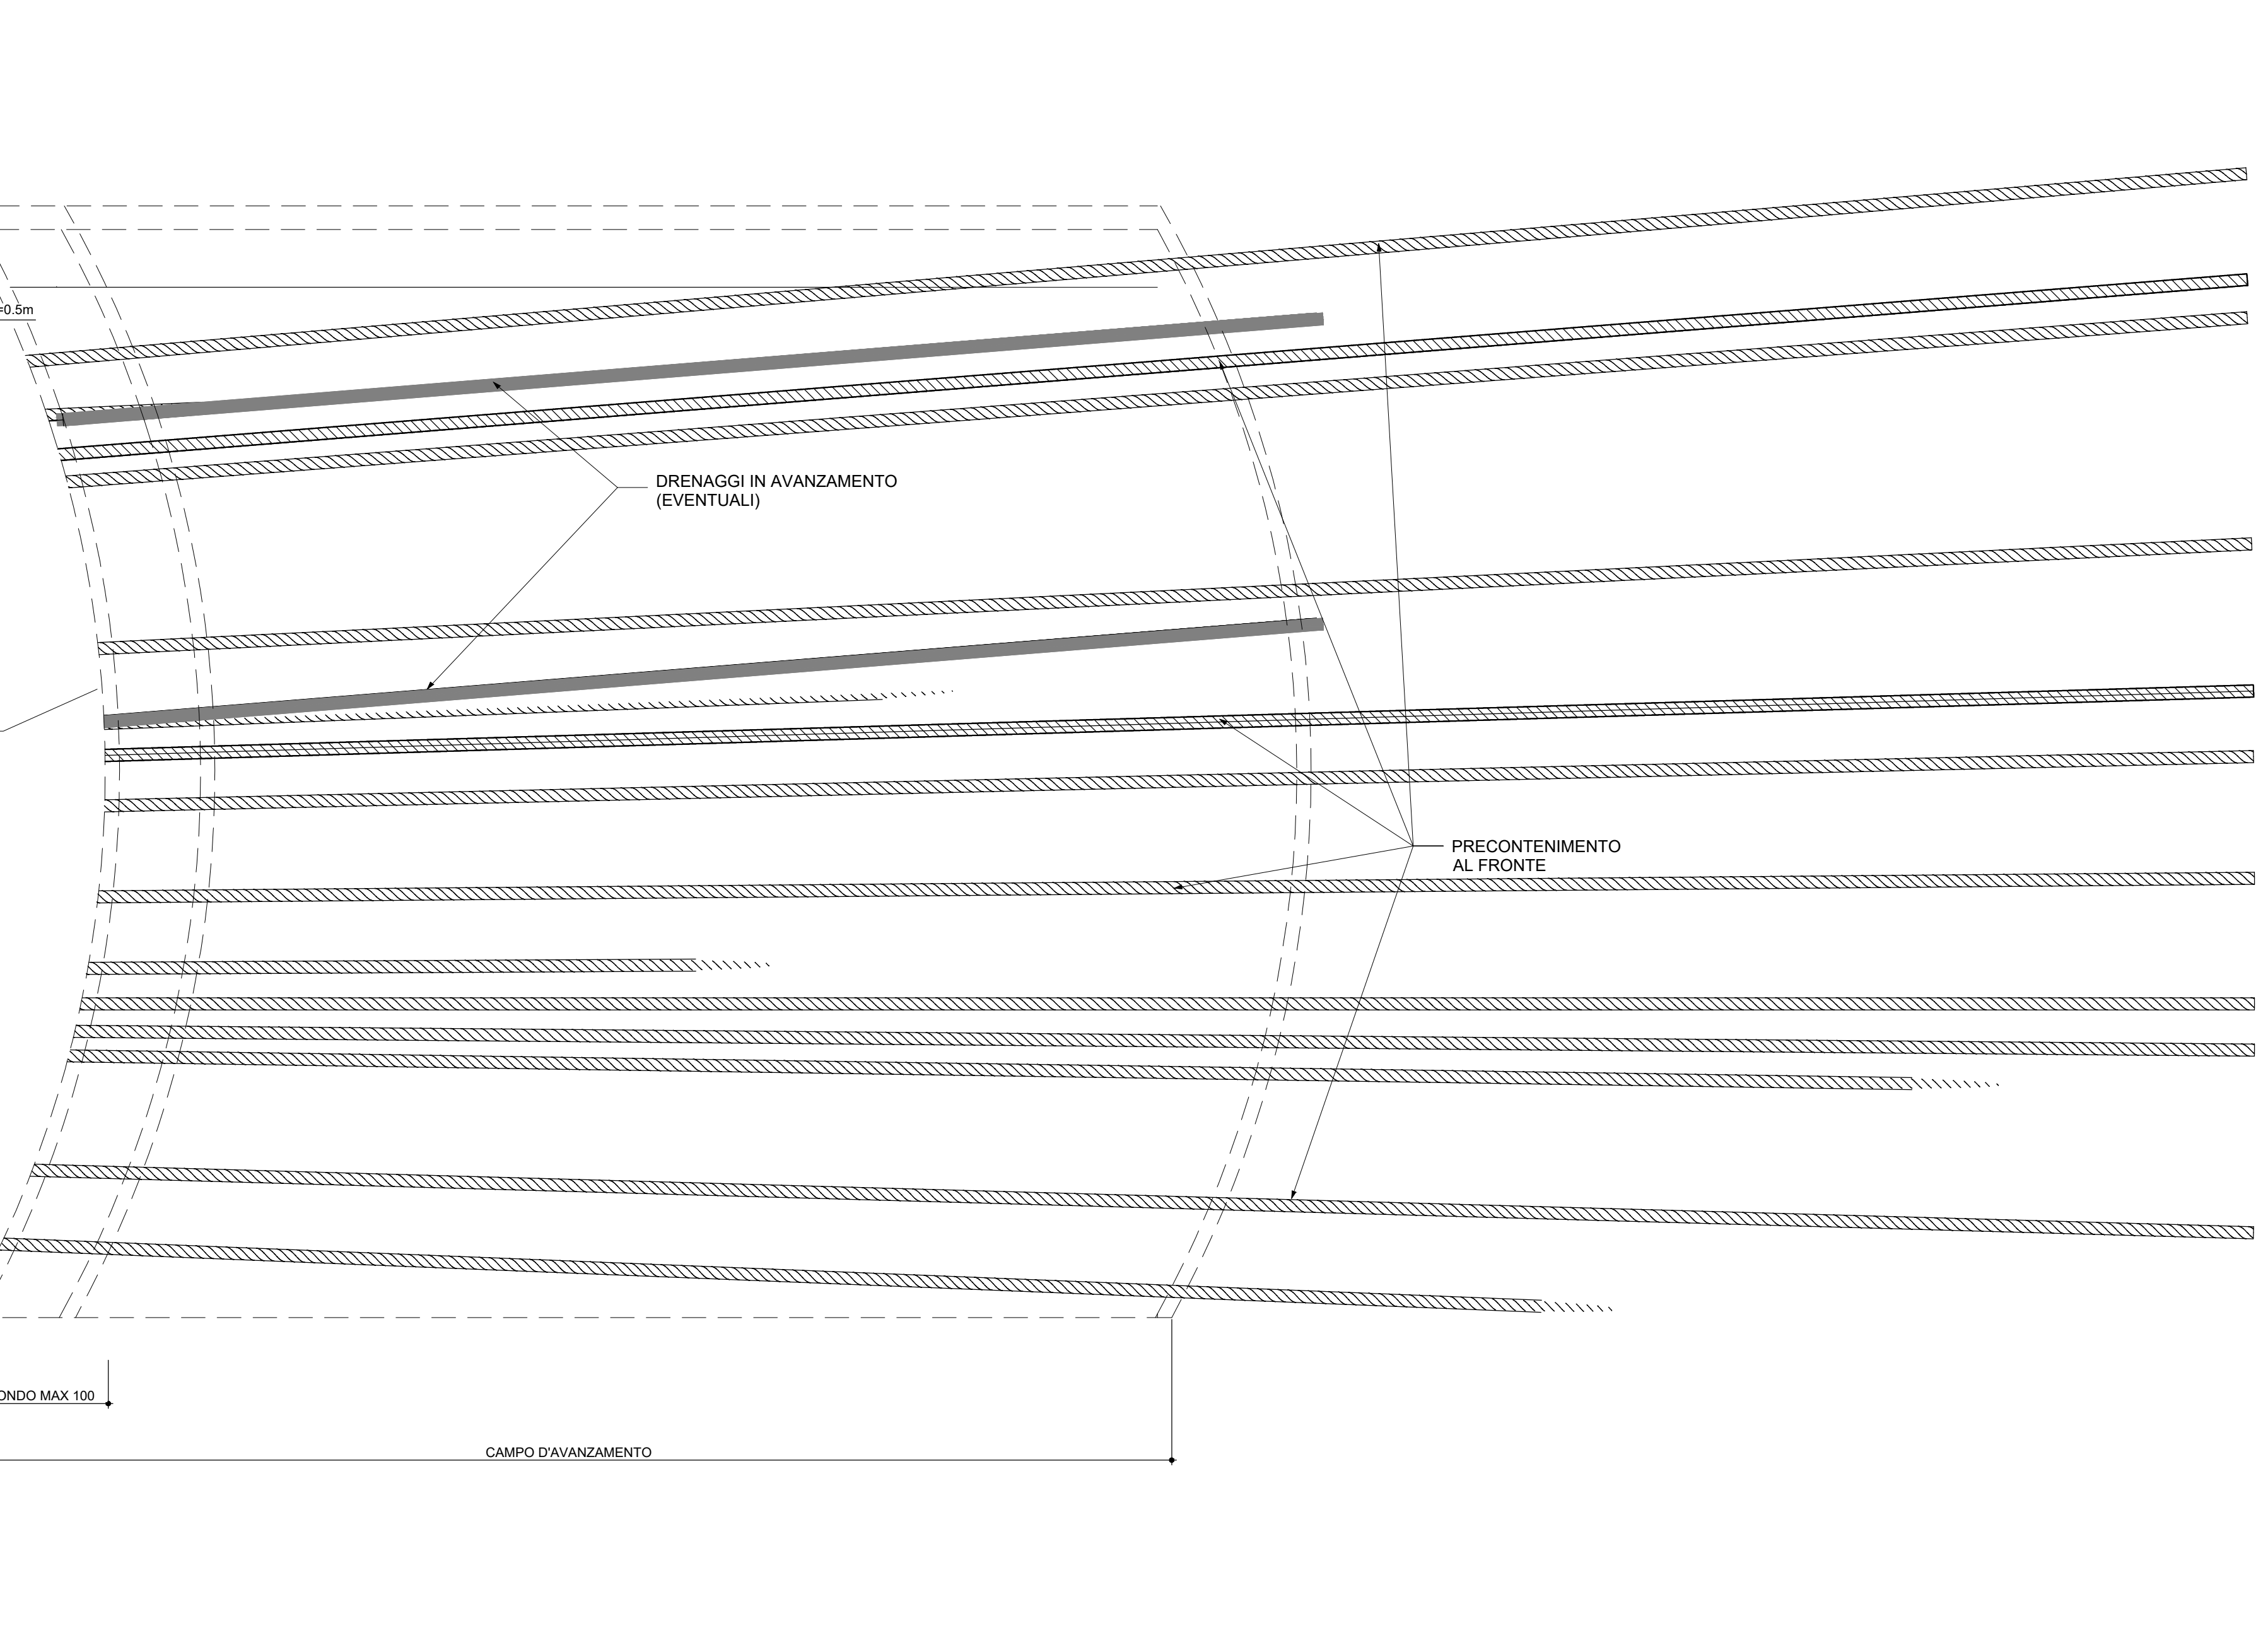 =0.5m
DRENAGGI IN AVANZAMENTO
(EVENTUALI)
PRECONTENIMENTO
AL FRONTE
ONDO MAX 100
CAMPO D'AVANZAMENTO